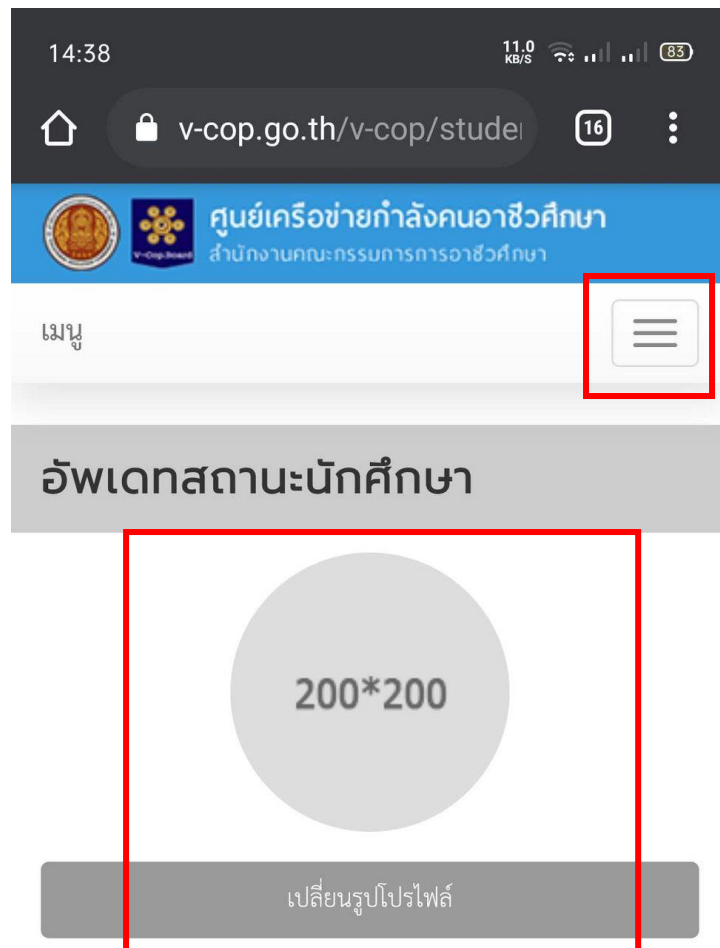 14:38 11.0 KB/S 83
v-cop.go.th/v-cop/studei 16
ศูนย์เครือข่ายกำลังคนอาชีวศึกษา
สำนักงานคณะกรรมการการอาชีวศึกษา
V-Cop.Board
เมนู
อัพเดทสถานะนักศึกษา
200*200
เปลี่ยนรูปโปรไฟล์